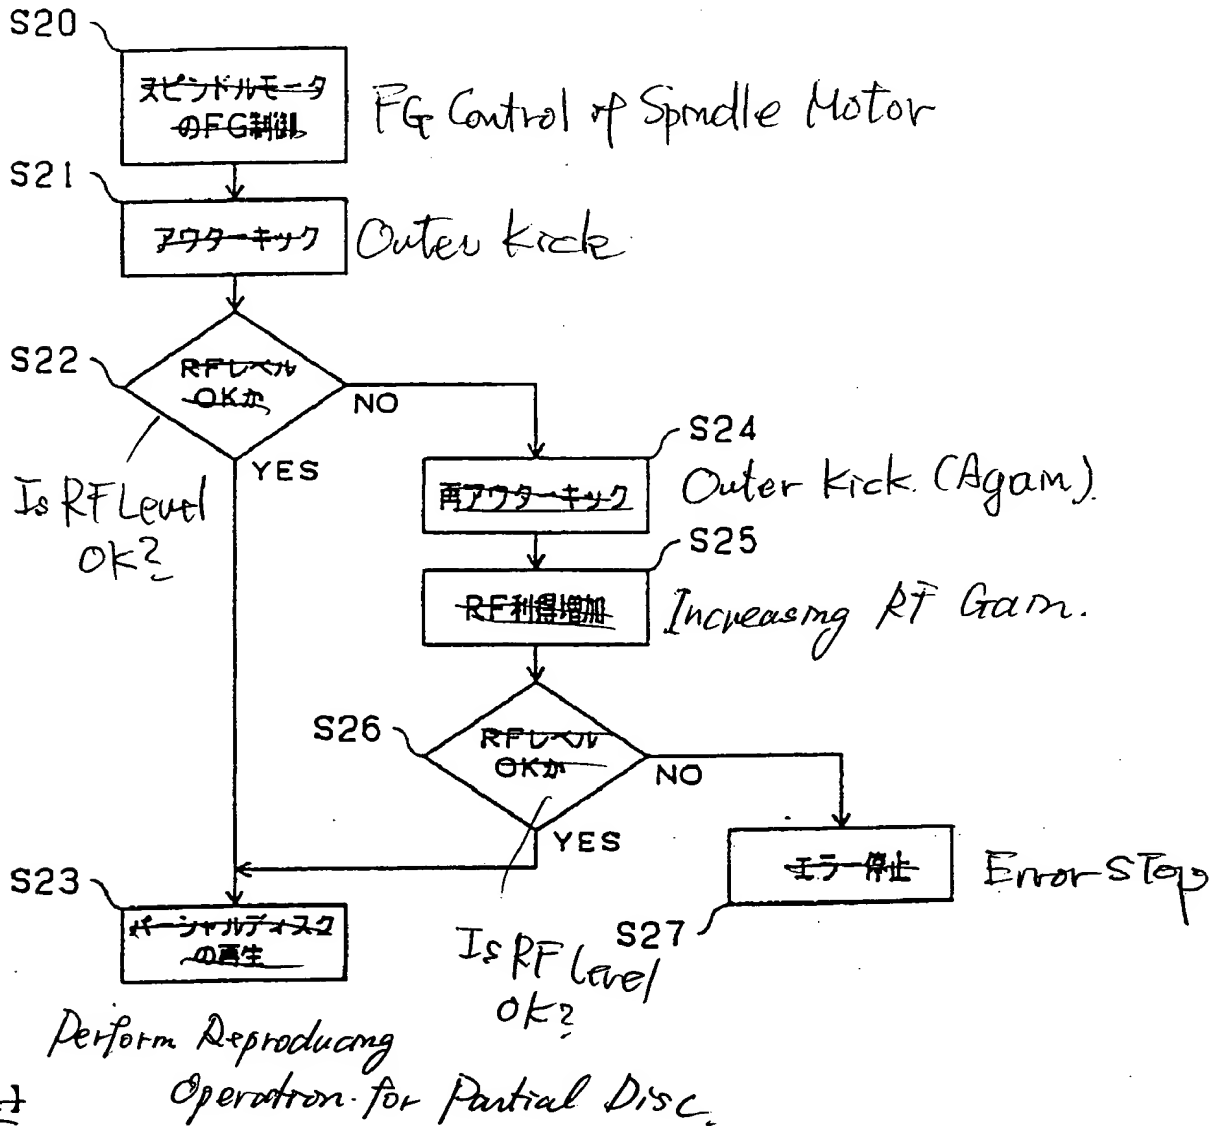 S20
スピンドルモータ
のFG制御
FG Control of Spindle Motor
S21
アウターキック
Outer Kick
S22
RFレベル
OKか
NO
YES
Is RF Level
OK?
S24
再アウターキック
Outer Kick. (Again).
S25
RF利得増加
Increasing RF Gain.
S26
RFレベル
OKか
NO
YES
Is RF level
OK?
エラー停止
Error Stop
S27
S23
パーシャルディスク
の再生
Perform Reproducing
Operation for Partial Disc.